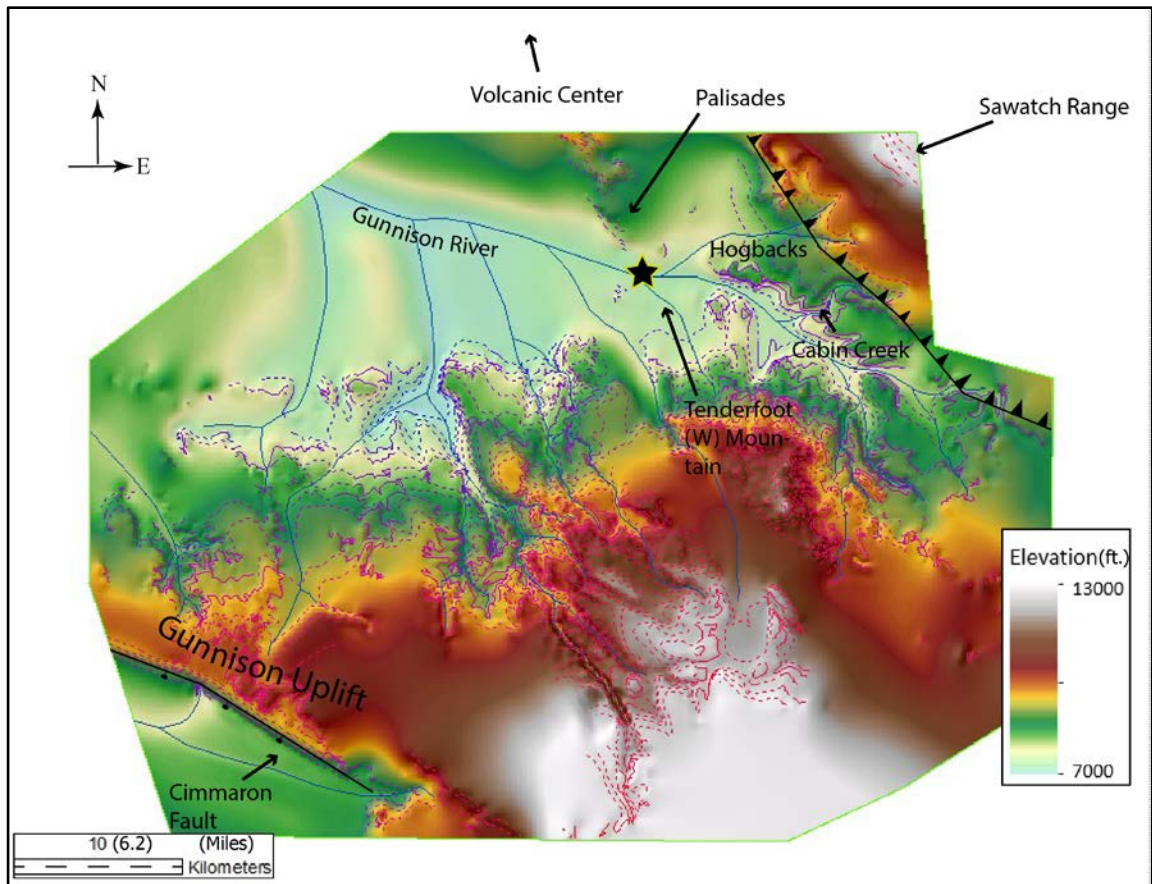 Volcanic Center
Palisades
Sawatch Range
N
E
Gunnison River
Hogbacks
Cabin Creek
Tenderfoot
(W) Moun-
tain
Elevation(ft.)
13000
7000
Gunnison Uplift
Cimmaron
Fault
10 (6.2) (Miles)
Kilometers